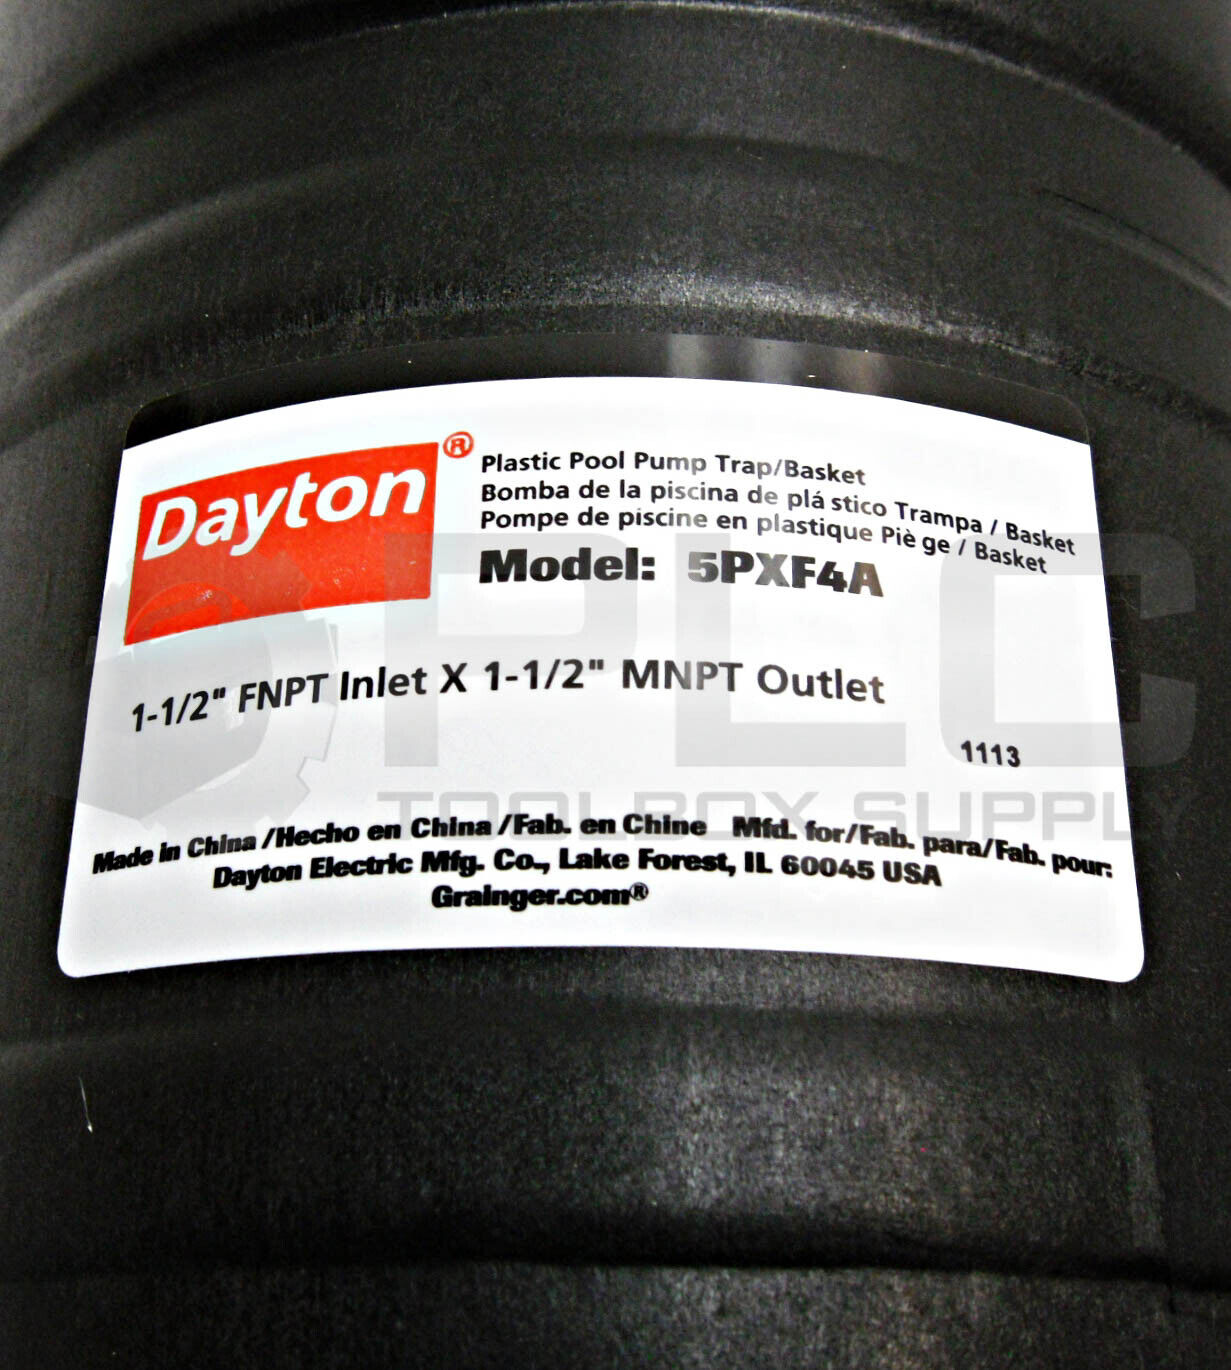 Dayton®
Plastic Pool Pump Trap/Basket
Bomba de la piscina de plá stico Trampa / Basket
Pompe de piscine en plastique Piè ge / Basket
Model: 5PXF4A
1-1/2" FNPT Inlet X 1-1/2" MNPT Outlet
1113
PLC
TOOLBOX SUPPLY
Made in China /Hecho en China /Fab. en Chine Mfd. for/Fab. para/Fab. pour:
Dayton Electric Mfg. Co., Lake Forest, IL 60045 USA
Grainger.com®